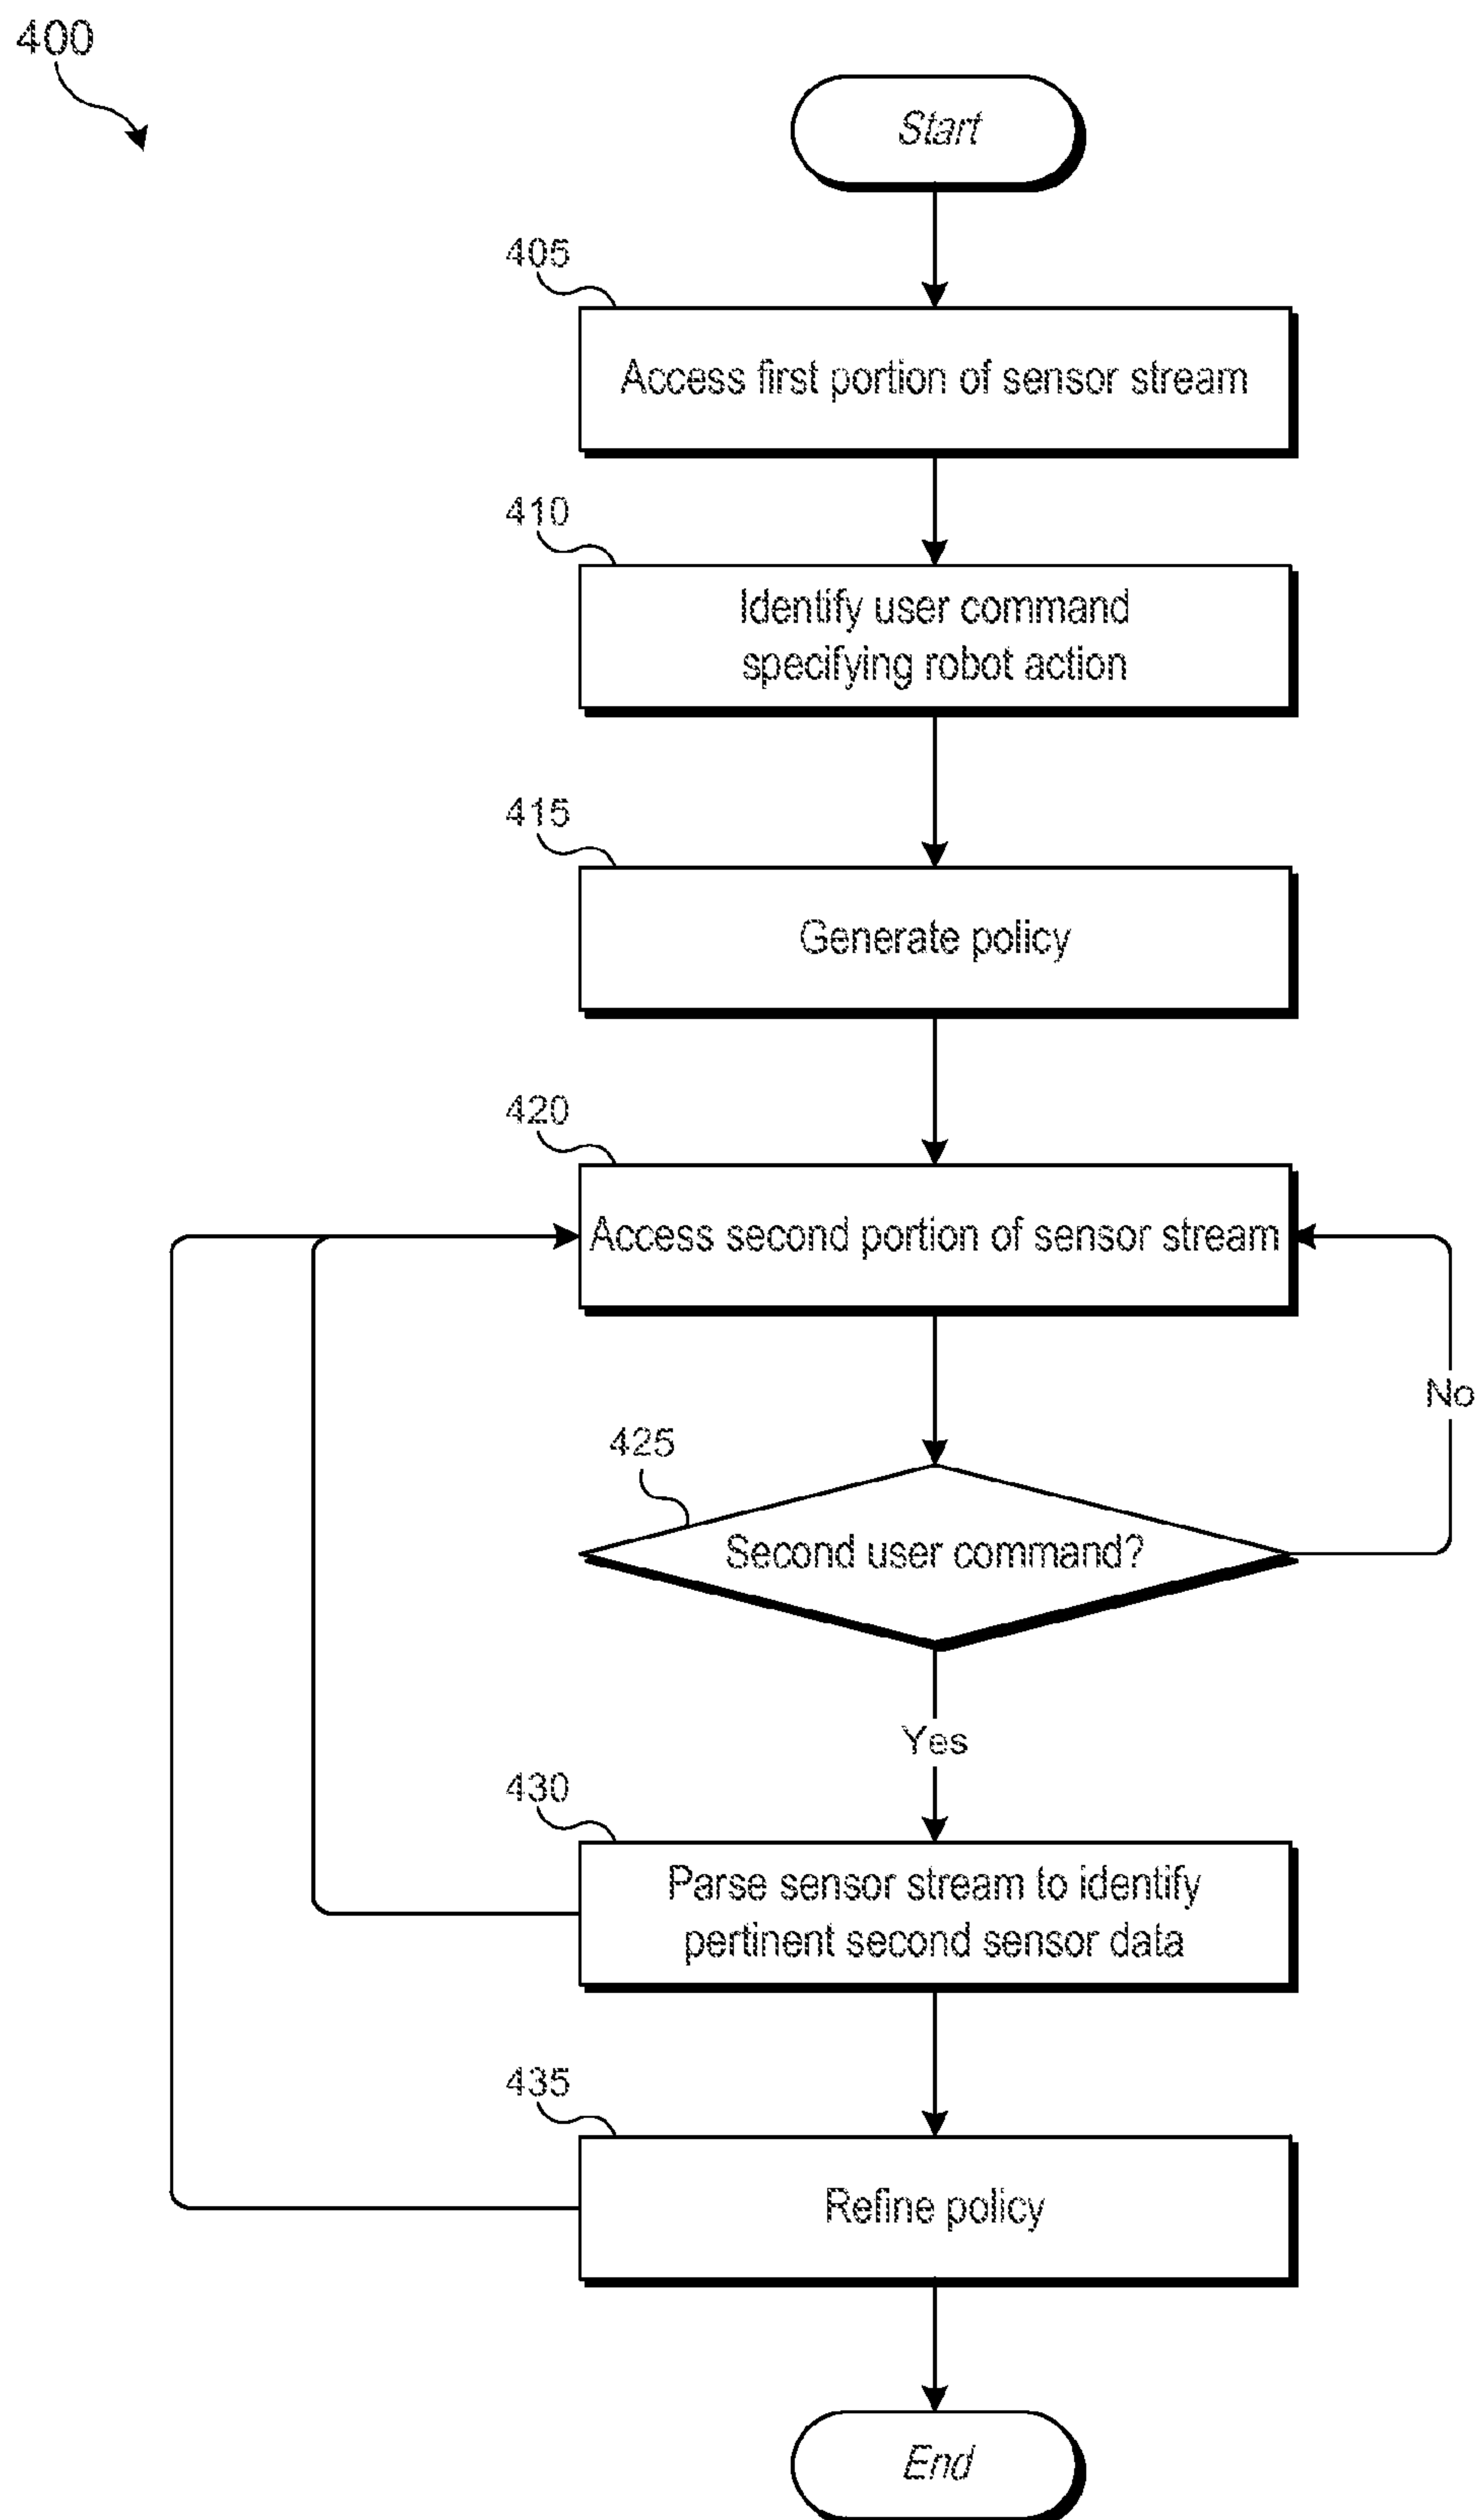 400
Start
405
Access first portion of sensor stream
410
Identify user command
specifying robot action
415
Generate policy
420
Access second portion of sensor stream
No
425
Second user command?
Yes
430
Parse sensor stream to identify
pertinent second sensor data
435
Refine policy
End